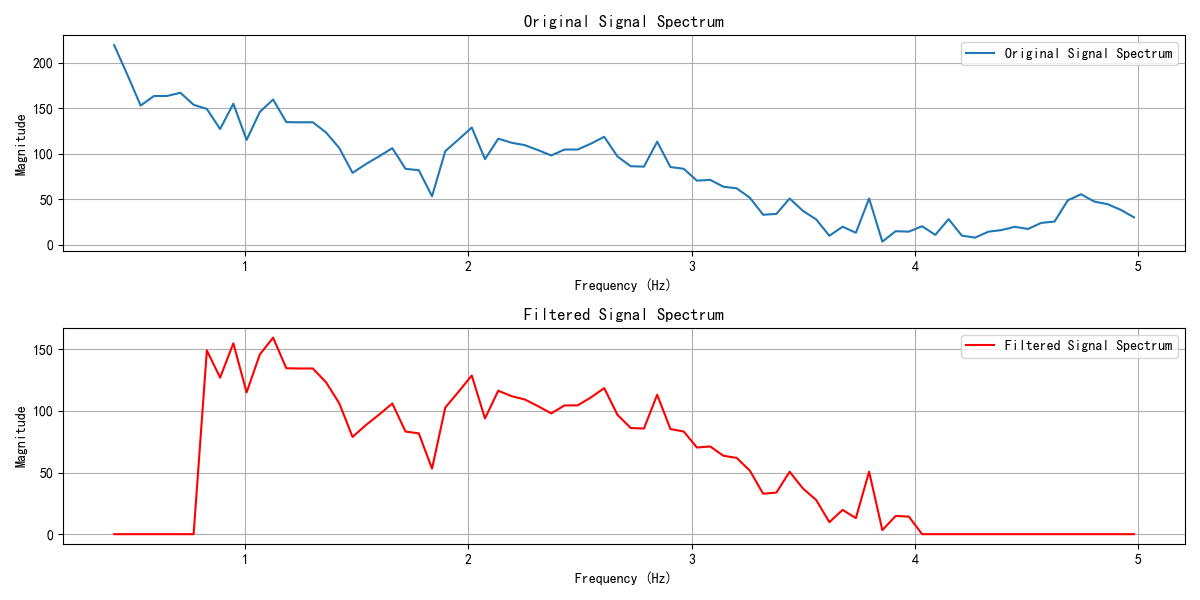 Original Signal Spectrum
Original Signal Spectrum
200
150
100
50
0
Magnitude
1 2 3 4 5
Frequency (Hz)
Filtered Signal Spectrum
Filtered Signal Spectrum
150
100
50
0
Magnitude
1 2 3 4 5
Frequency (Hz)